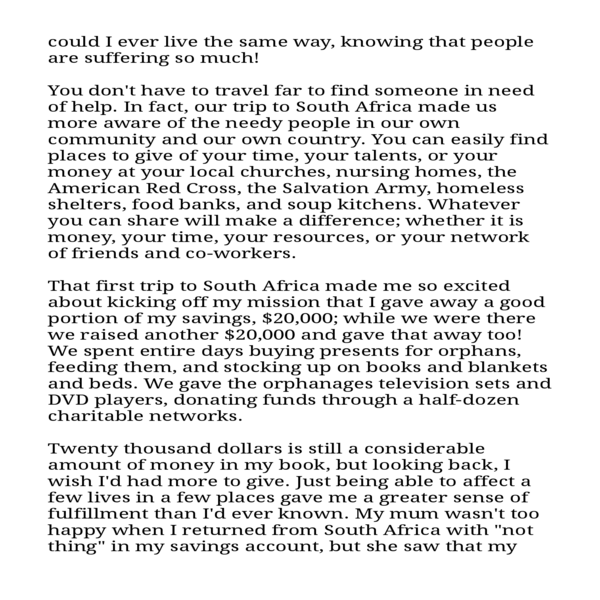 could I ever live the same way, knowing that people
are suffering so much!
You don't have to travel far to find someone in need
of help. In fact, our trip to South Africa made us
more aware of the needy people in our own
community and our own country. You can easily find
places to give of your time, your talents, or your
money at your local churches, nursing homes, the
American Red Cross, the Salvation Army, homeless
shelters, food banks, and soup kitchens. Whatever
you can share will make a difference; whether it is
money, your time, your resources, or your network
of friends and co-workers.
That first trip to South Africa made me so excited
about kicking off my mission that I gave away a good
portion of my savings, $20,000; while we were there
we raised another $20,000 and gave that away too!
We spent entire days buying presents for orphans,
feeding them, and stocking up on books and blankets
and beds. We gave the orphanages television sets and
DVD players, donating funds through a half-dozen
charitable networks.
Twenty thousand dollars is still a considerable
amount of money in my book, but looking back, I
wish I'd had more to give. Just being able to affect a
few lives in a few places gave me a greater sense of
fulfillment than I'd ever known. My mum wasn't too
happy when I returned from South Africa with "not
thing" in my savings account, but she saw that my